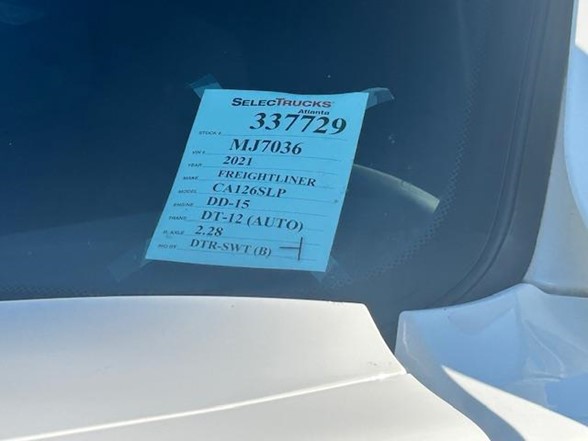 SELECTRUCKS
Atlanta
STOCK # 337729
VIN # MJ7036
YEAR 2021
MAKE FREIGHTLINER
MODEL CA126SLP
ENGINE DD-15
TRANS DT-12 (AUTO)
R. AXLE 2.28
DTR-SWT (B)